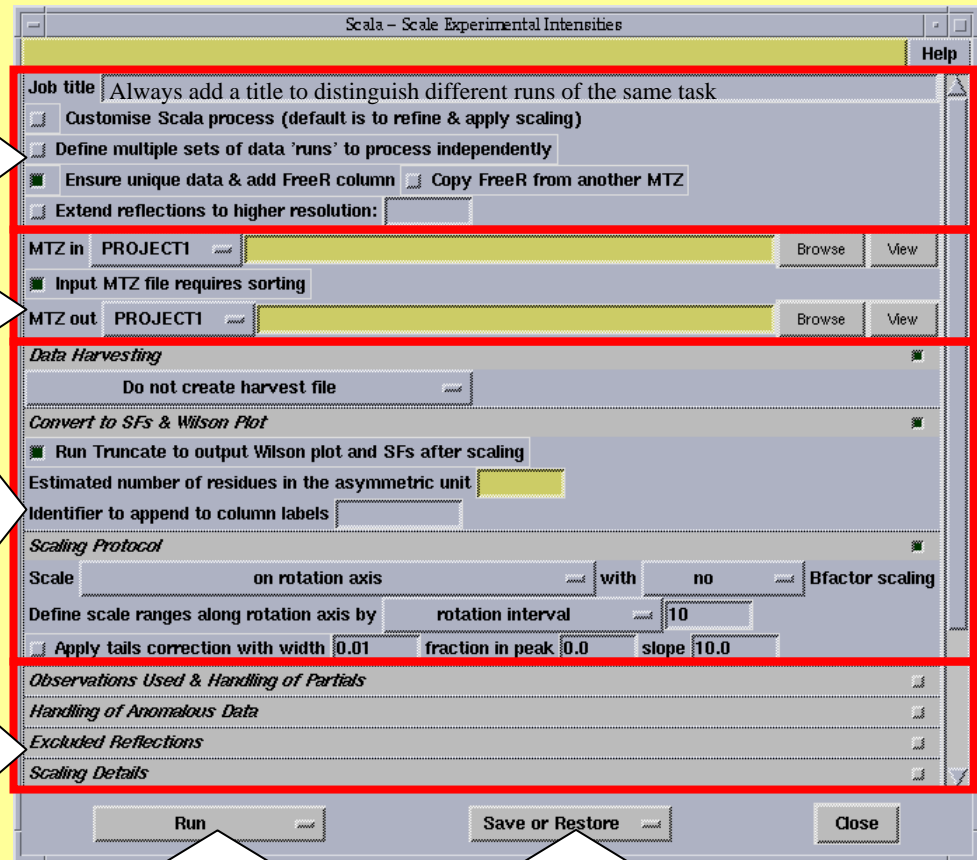 Scala – Scale Experimental Intensities
Help
Job title Always add a title to distinguish different runs of the same task
Customise Scala process (default is to refine & apply scaling)
Define multiple sets of data 'runs' to process independently
Ensure unique data & add FreeR column Copy FreeR from another MTZ
Extend reflections to higher resolution:
MTZ in PROJECT1 Browse View
Input MTZ file requires sorting
MTZ out PROJECT1 Browse View
Data Harvesting
Do not create harvest file
Convert to SFs & Wilson Plot
Run Truncate to output Wilson plot and SFs after scaling
Estimated number of residues in the asymmetric unit
Identifier to append to column labels
Scaling Protocol
Scale on rotation axis with no Bfactor scaling
Define scale ranges along rotation axis by rotation interval 10
Apply tails correction with width 0.01 fraction in peak 0.0 slope 10.0
Observations Used & Handling of Partials
Handling of Anomalous Data
Excluded Reflections
Scaling Details
Run Save or Restore Close